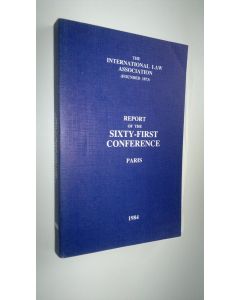 THE
INTERNATIONAL LAW
ASSOCIATION
(FOUNDED 1873)
REPORT
OF THE
SIXTY-FIRST
CONFERENCE
PARIS
1984